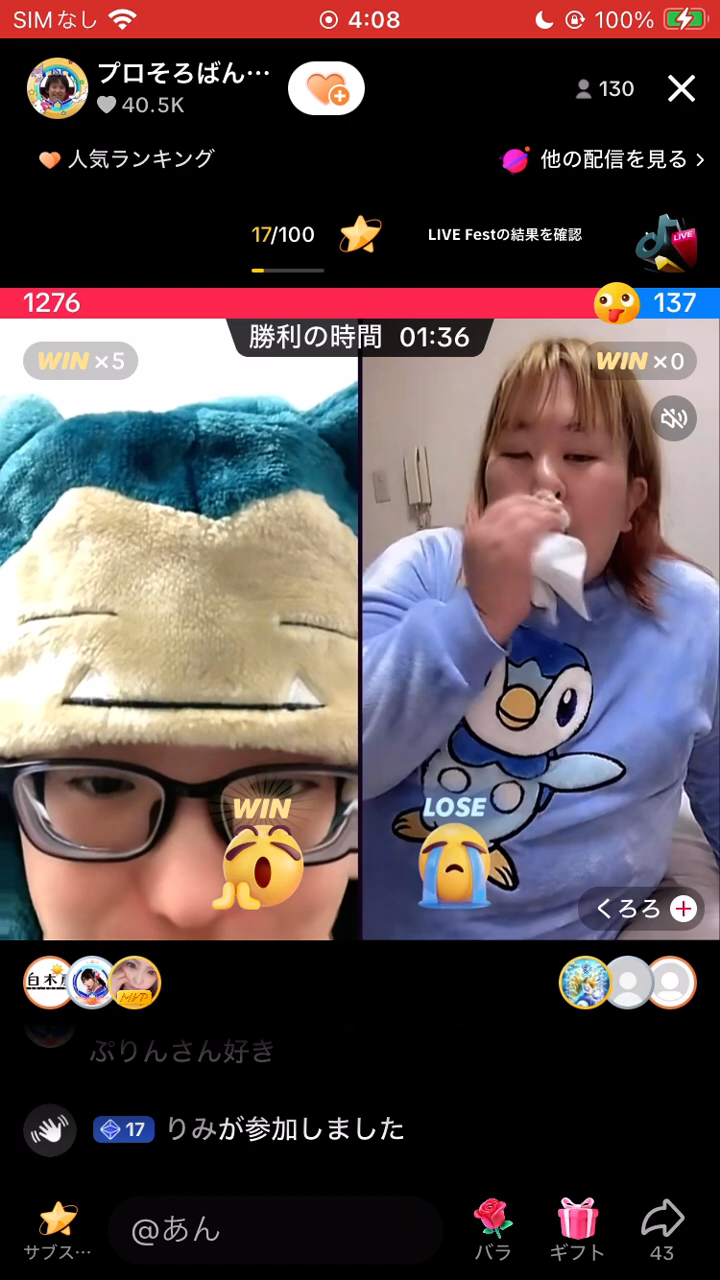 SIMなし 4:08 100%
プロそろばん…
40.5K
130
人気ランキング
他の配信を見る
17/100
LIVE Festの結果を確認
LIVE
1276
137
勝利の時間 01:36
WIN ×5
WIN ×0
WIN
LOSE
くろろ
ぷりんさん好き
17 りみが参加しました
@あん
サブス… バラ ギフト 43